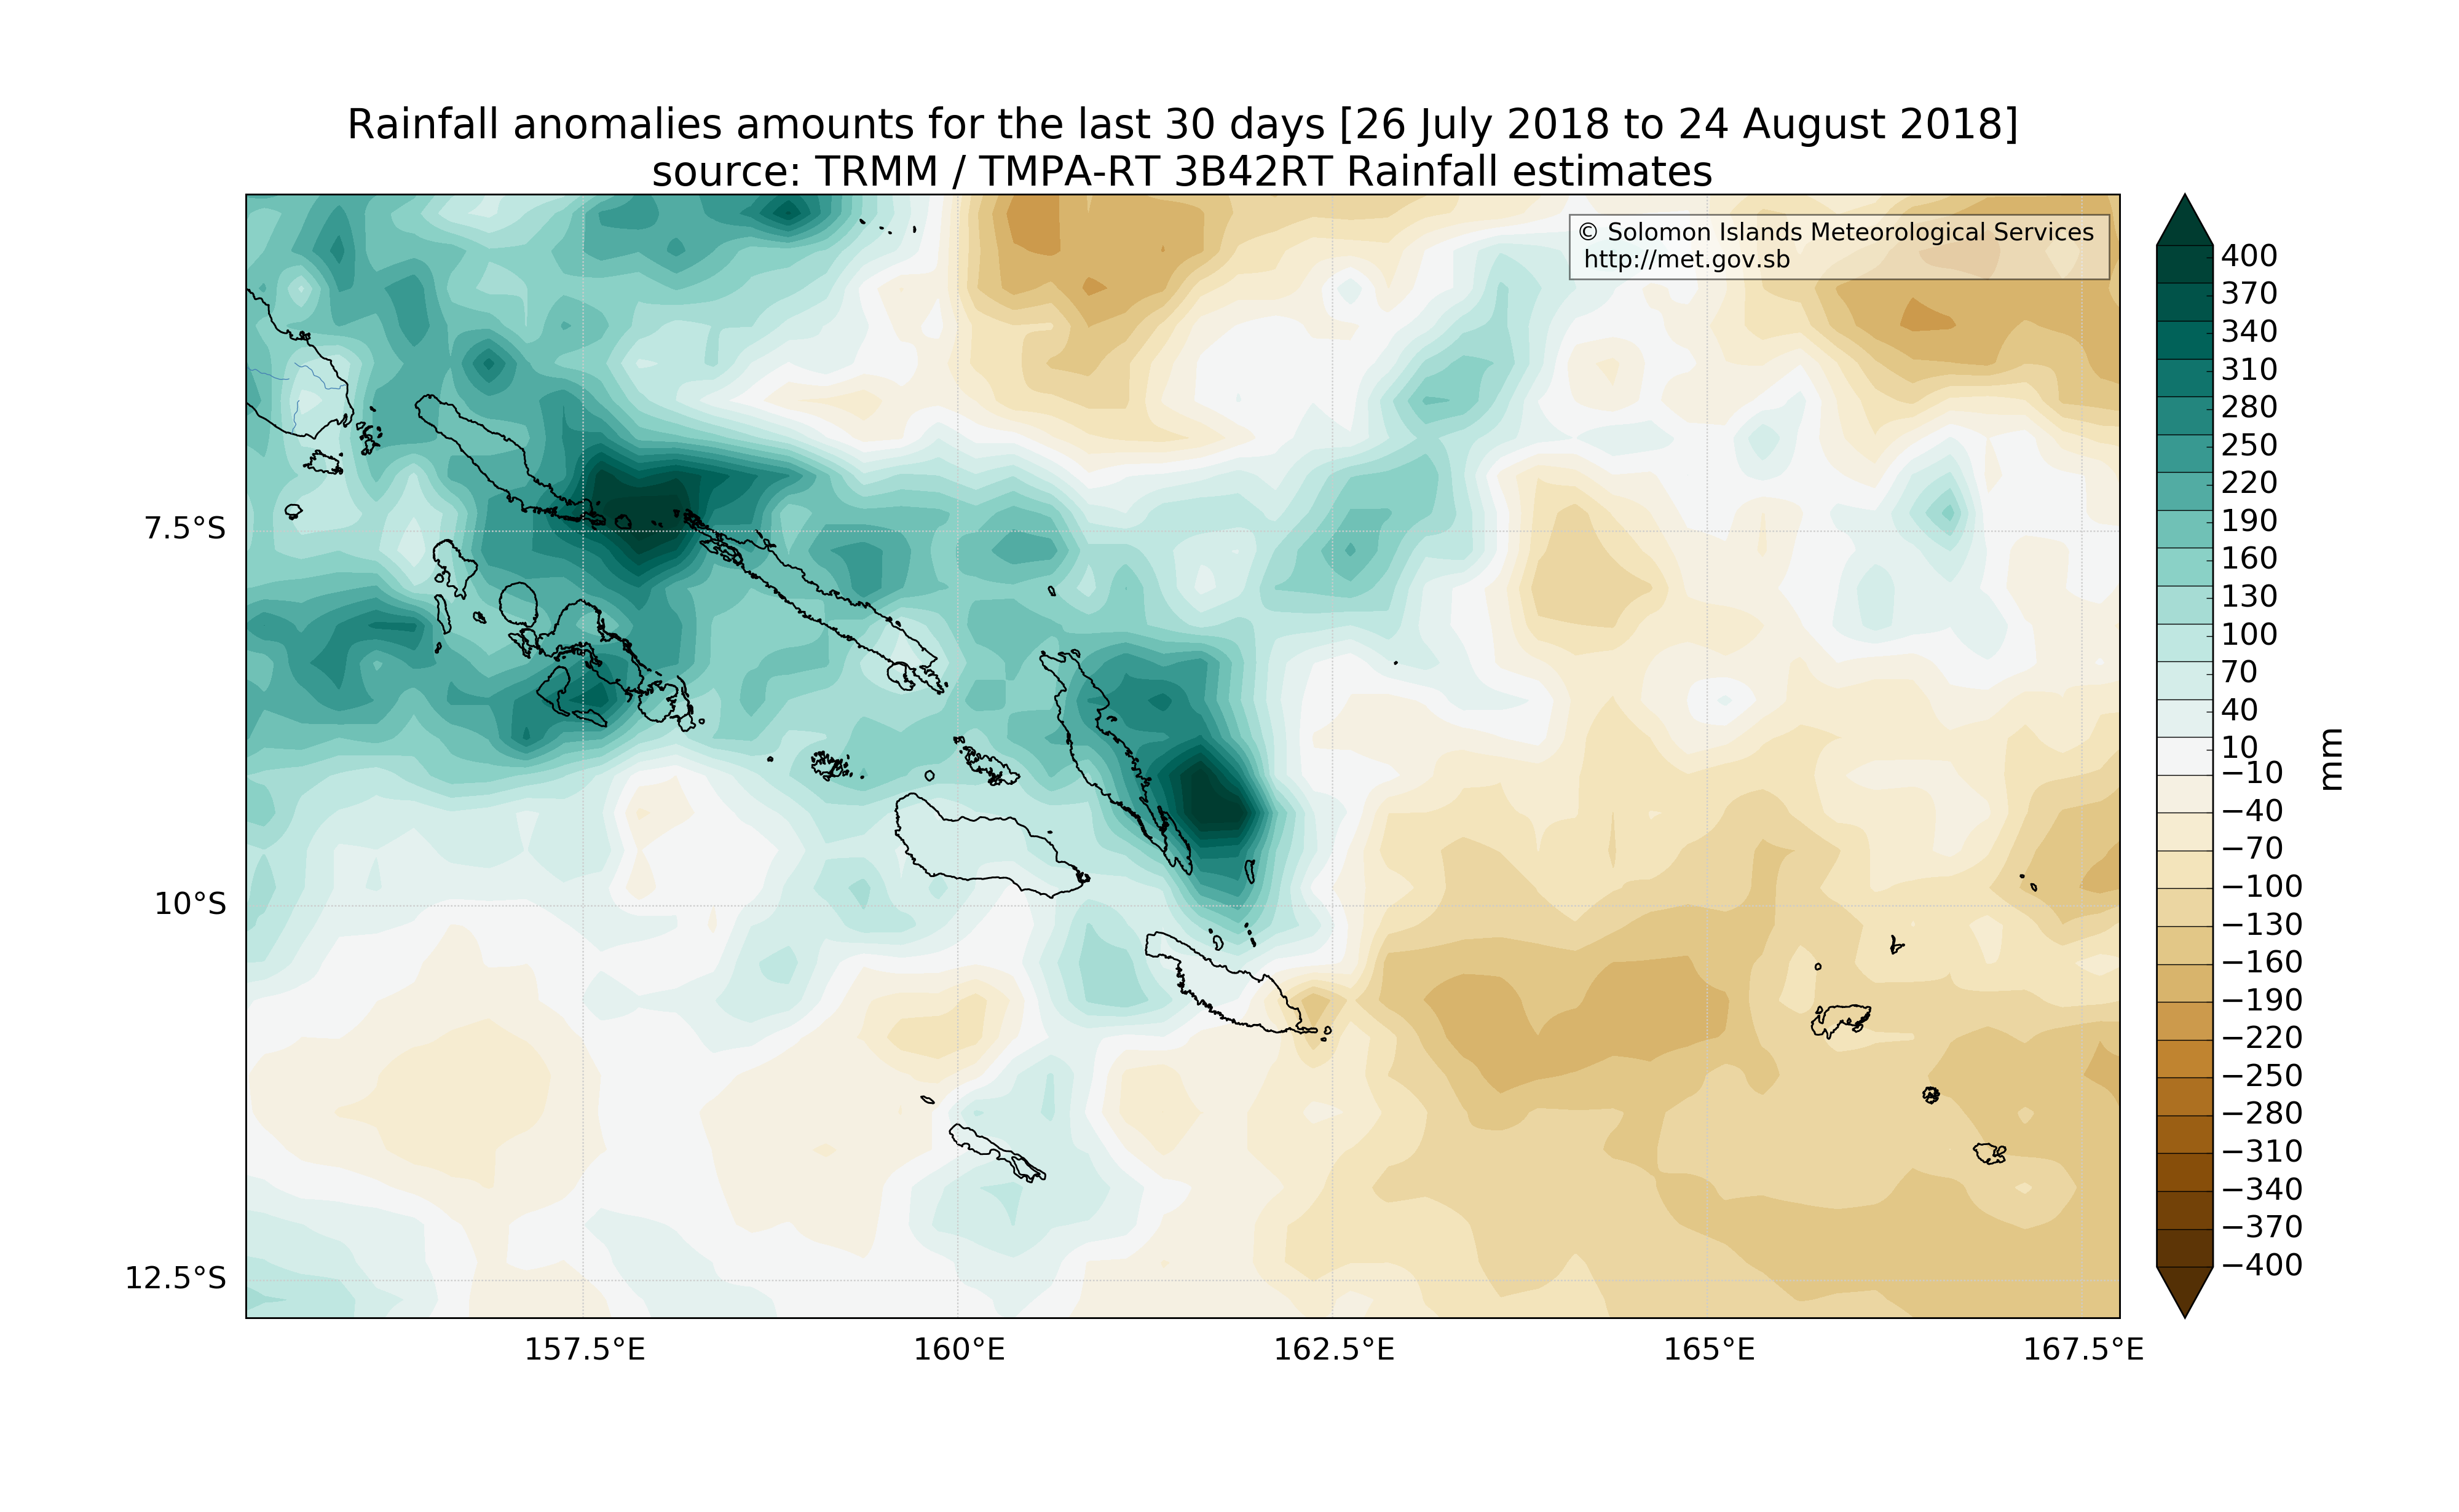 Rainfall anomalies amounts for the last 30 days [26 July 2018 to 24 August 2018]
source: TRMM / TMPA-RT 3B42RT Rainfall estimates
© Solomon Islands Meteorological Services
http://met.gov.sb
7.5°S
10°S
12.5°S
157.5°E
160°E
162.5°E
165°E
167.5°E
400
370
340
310
280
250
220
190
160
130
100
70
40
10
−10
−40
−70
−100
−130
−160
−190
−220
−250
−280
−310
−340
−370
−400
mm